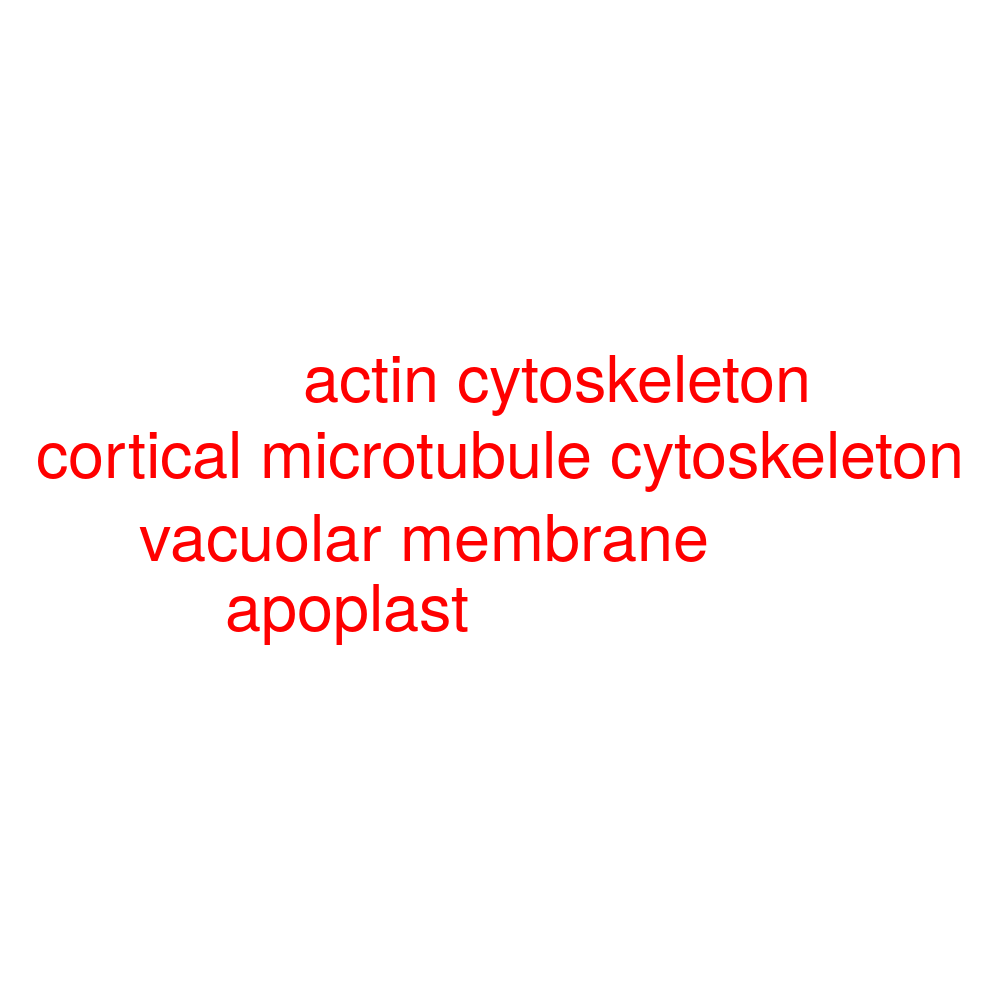 actin cytoskeleton
cortical microtubule cytoskeleton
vacuolar membrane
apoplast